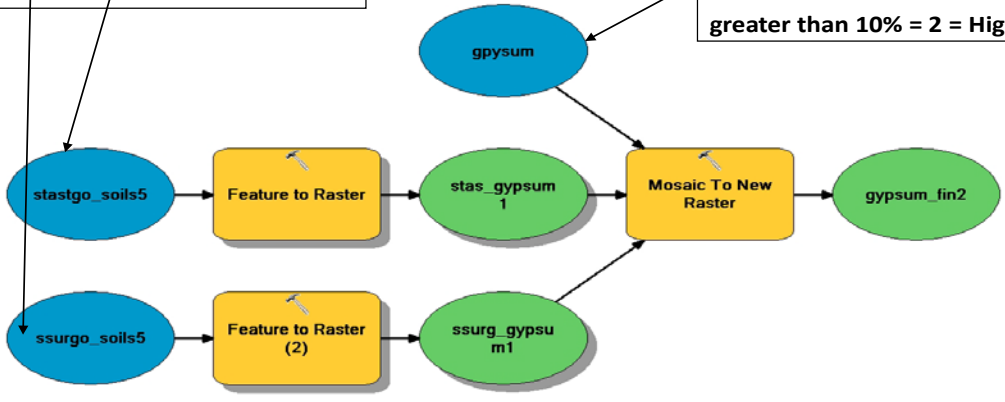 greater than 10% = 2 = Hig
gpysum
stastgo_soils5
Feature to Raster
stas_gypsum
1
Mosaic To New
Raster
gypsum_fin2
ssurgo_soils5
Feature to Raster
(2)
ssurg_gypsu
m1